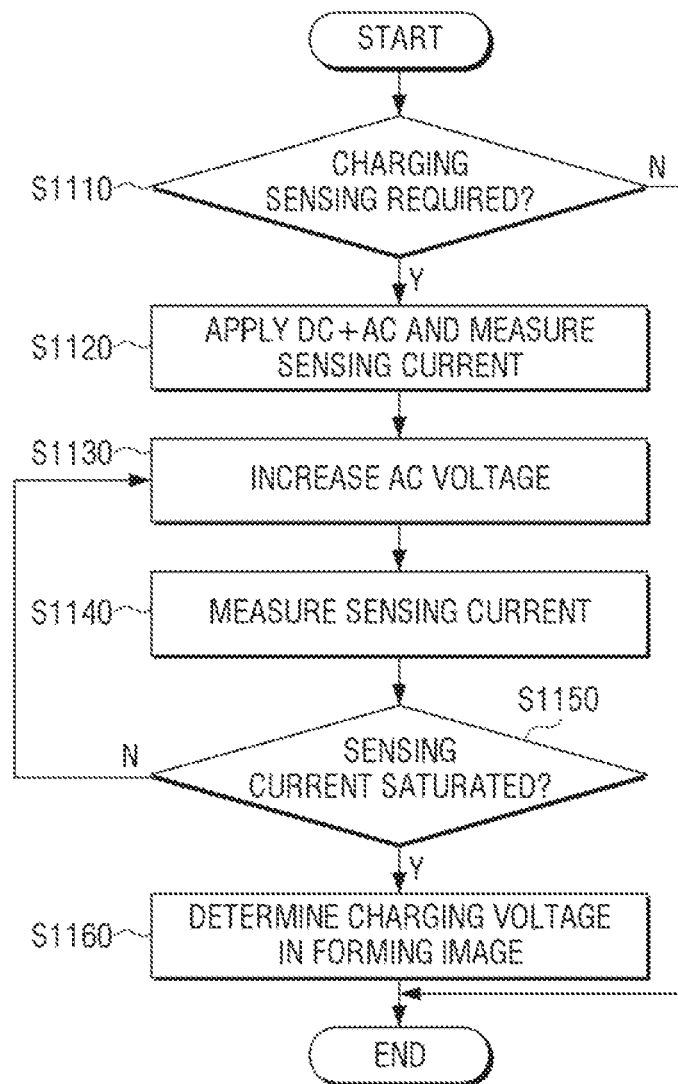 START
S1110
CHARGING
SENSING REQUIRED?
N
Y
S1120
APPLY DC+AC AND MEASURE
SENSING CURRENT
S1130
INCREASE AC VOLTAGE
S1140
MEASURE SENSING CURRENT
S1150
N
SENSING
CURRENT SATURATED?
Y
S1160
DETERMINE CHARGING VOLTAGE
IN FORMING IMAGE
END